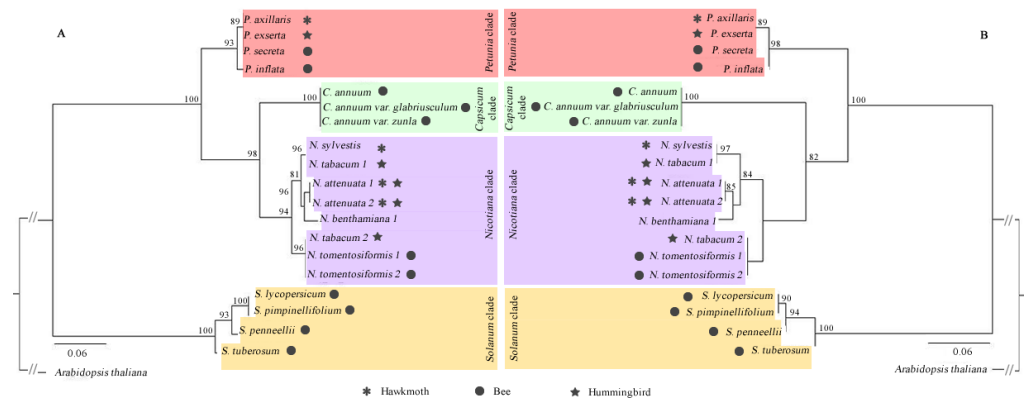 A
B
89
93
P. axillaris
P. exserta
P. secreta
P. inflata
Petunia clade
Petunia clade
P. axillaris
P. exserta
P. secreta
P. inflata
89
98
100
100
100
C. annuum
C. annuum var. glabriusculum
C. annuum var. zunla
Capsicum clade
Capsicum clade
C. annuum
C. annuum var. glabriusculum
C. annuum var. zunla
100
98
82
96
81
96
94
96
N. sylvestis
N. tabacum 1
N. attenuata 1
N. attenuata 2
N. benthamiana 1
N. tabacum 2
N. tomentosiformis 1
N. tomentosiformis 2
Nicotiana clade
Nicotiana clade
N. sylvestis
N. tabacum 1
N. attenuata 1
N. attenuata 2
N. benthamiana 1
N. tabacum 2
N. tomentosiformis 1
N. tomentosiformis 2
97
84
85
100
93
100
S. lycopersicum
S. pimpinellifolium
S. penneellii
S. tuberosum
Solanum clade
Solanum clade
S. lycopersicum
S. pimpinellifolium
S. penneellii
S. tuberosum
90
94
100
0.06
0.06
Arabidopsis thaliana
Arabidopsis thaliana
Hawkmoth
Bee
Hummingbird